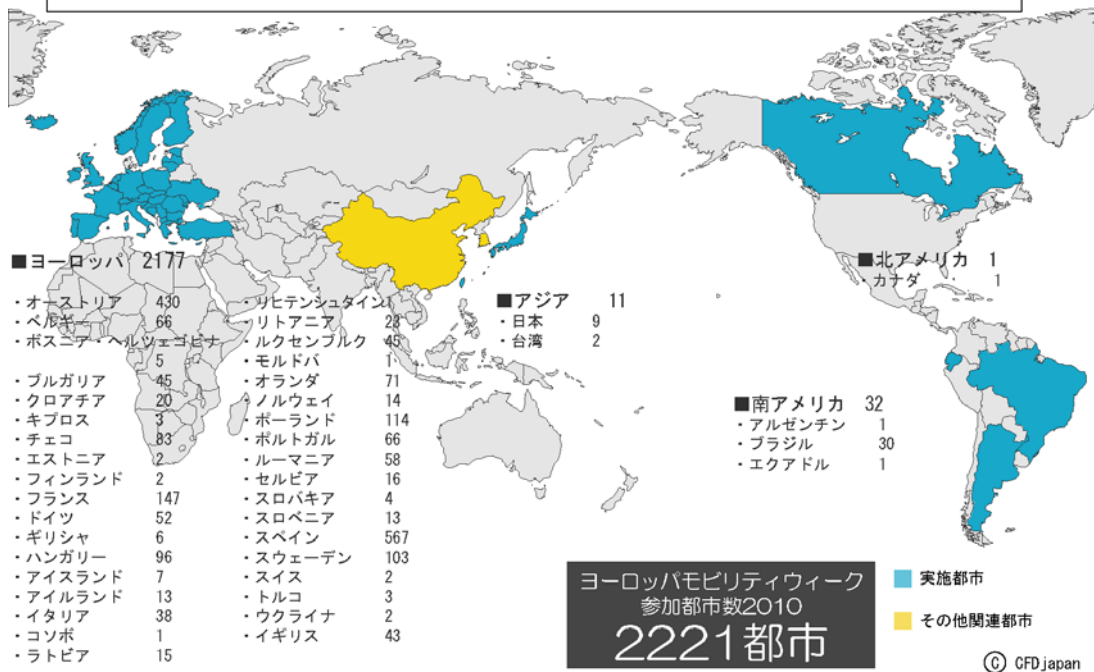 ■ヨーロッパ 2177
・オーストリア 430
・ベルギー 66
・ボスニア・ヘルツェゴビナ
5
・ブルガリア 45
・クロアチア 20
・キプロス 3
・チェコ 83
・エストニア 2
・フィンランド 2
・フランス 147
・ドイツ 52
・ギリシャ 6
・ハンガリー 96
・アイスランド 7
・アイルランド 13
・イタリア 38
・コソボ 1
・ラトビア 15
・リヒテンシュタイン1
・リトアニア 23
・ルクセンブルク 45
・モルドバ 1
・オランダ 71
・ノルウェイ 14
・ポーランド 114
・ポルトガル 66
・ルーマニア 58
・セルビア 16
・スロバキア 4
・スロベニア 13
・スペイン 567
・スウェーデン 103
・スイス 2
・トルコ 3
・ウクライナ 2
・イギリス 43
■アジア 11
・日本 9
・台湾 2
■北アメリカ 1
・カナダ 1
■南アメリカ 32
・アルゼンチン 1
・ブラジル 30
・エクアドル 1
ヨーロッパモビリティウィーク
参加都市数2010
2221都市
実施都市
その他関連都市
© CFDjapan